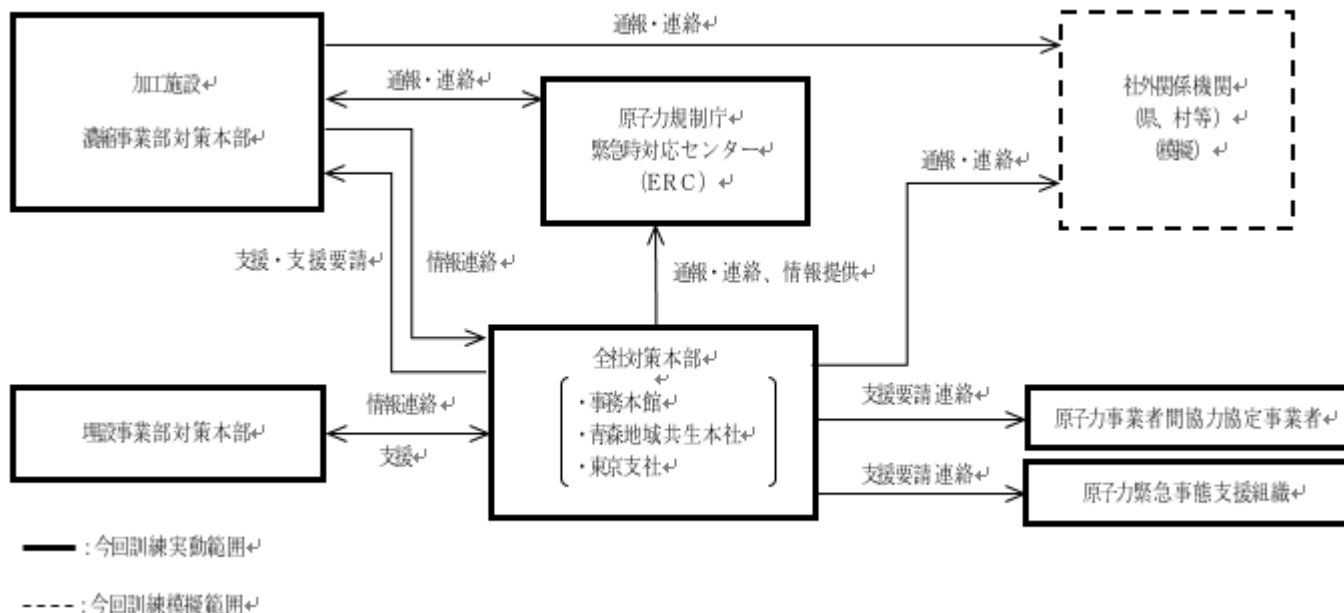 通報・連絡↵
加工施設↵
濃縮事業部対策本部↵
通報・連絡↵
原子力規制庁↵
緊急時対応センター↵
(ERC) ↵
社外関係機関↵
(県、村等) ↵
(模擬) ↵
通報・連絡↵
支援・支援要請↵
情報連絡↵
通報・連絡、情報提供↵
全社対策本部↵
↵
・事務本館↵
・青森地域共生本社↵
・東京支社↵
埋設事業部対策本部↵
情報連絡↵
支援↵
支援要請連絡↵
原子力事業者間協力協定事業者↵
支援要請連絡↵
原子力緊急事態支援組織↵
:今回訓練実動範囲↵
:今回訓練模擬範囲↵